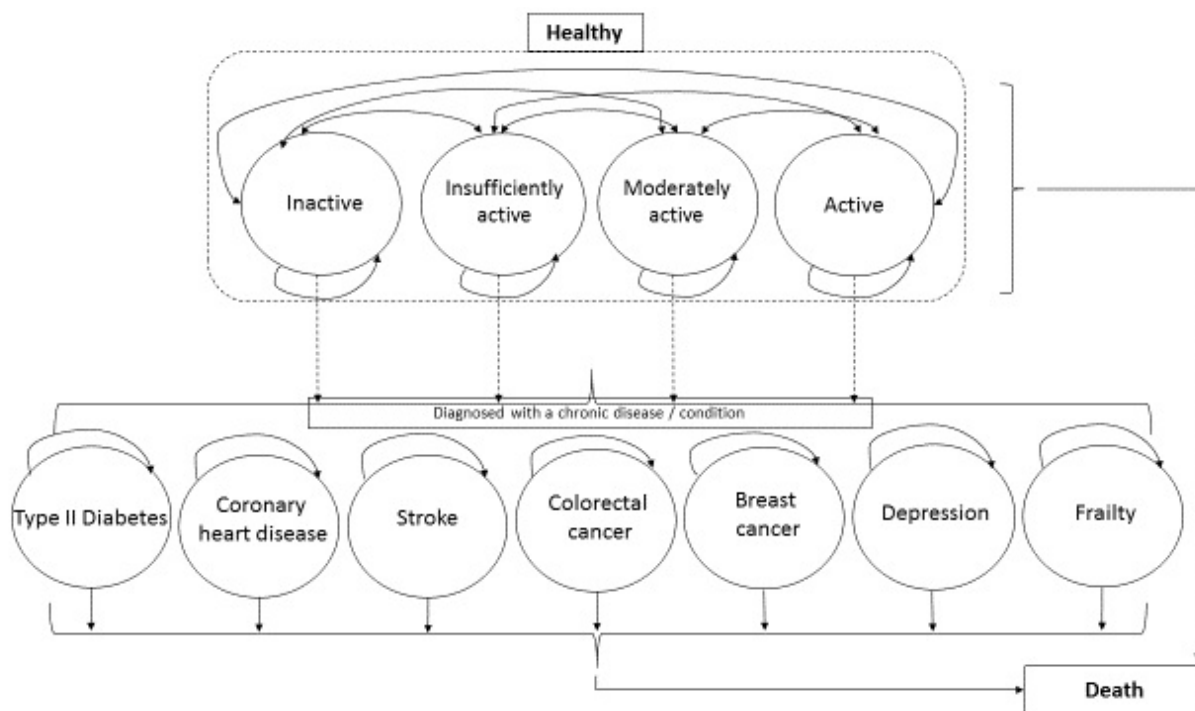 Healthy
Inactive
Insufficiently
active
Moderately
active
Active
Diagnosed with a chronic disease / condition
Type II Diabetes
Coronary
heart disease
Stroke
Colorectal
cancer
Breast
cancer
Depression
Frailty
Death